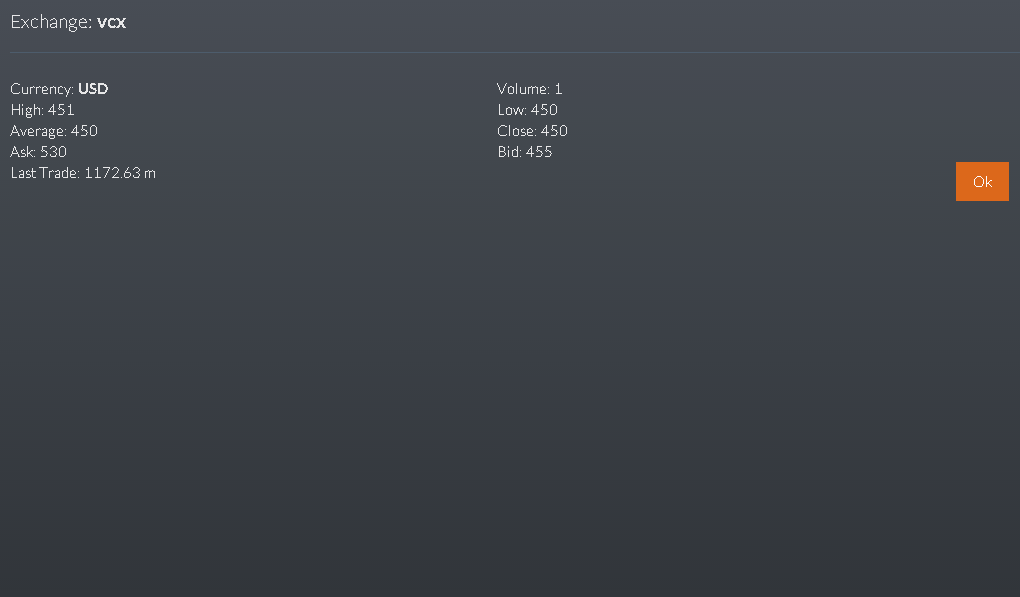 Exchange: vcx
Currency: USD
High: 451
Average: 450
Ask: 530
Last Trade: 1172.63 m
Volume: 1
Low: 450
Close: 450
Bid: 455
Ok